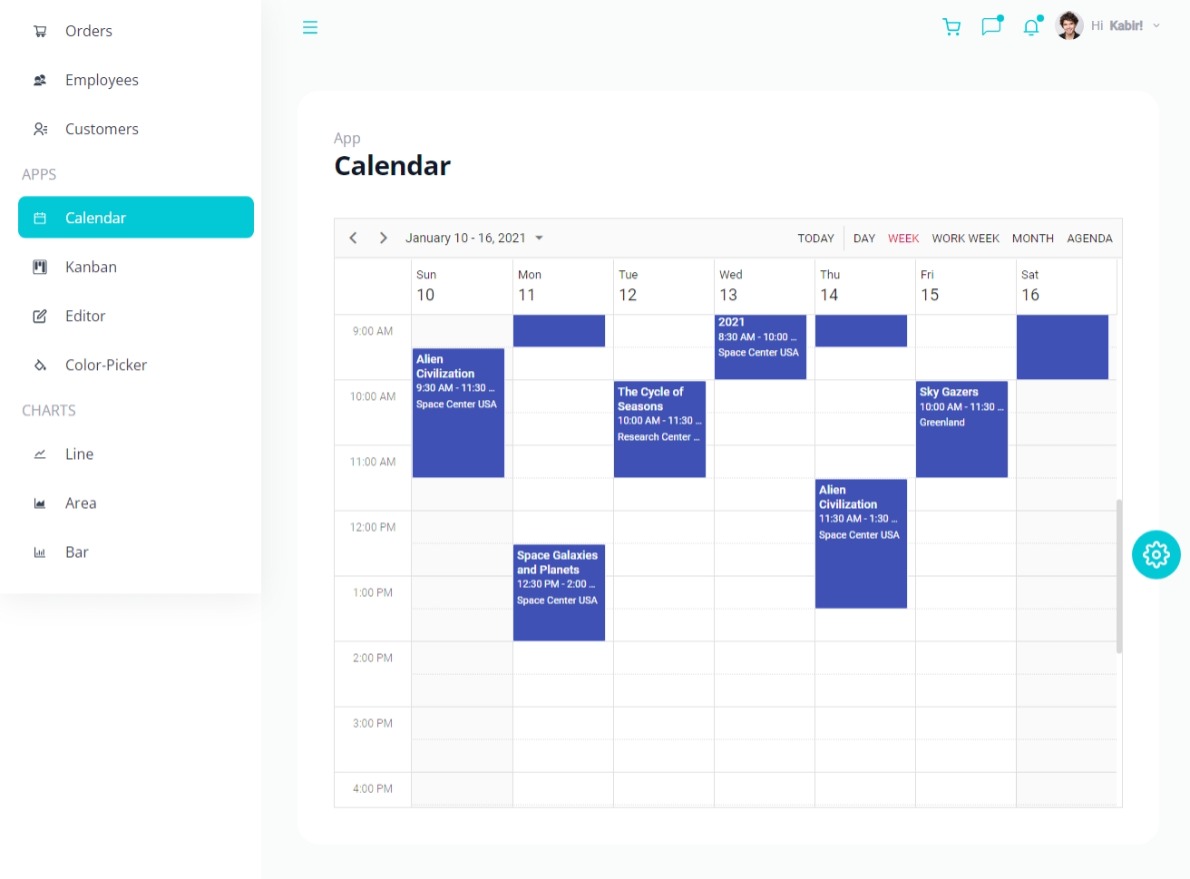 Orders
Employees
Customers
APPS
Calendar
Kanban
Editor
Color-Picker
CHARTS
Line
Area
Bar
Hi Kabir!
App
Calendar
January 10 - 16, 2021
TODAY DAY WEEK WORK WEEK MONTH AGENDA
Sun Mon Tue Wed Thu Fri Sat
10 11 12 13 14 15 16
9:00 AM
10:00 AM
11:00 AM
12:00 PM
1:00 PM
2:00 PM
3:00 PM
4:00 PM
Alien
Civilization
9:30 AM - 11:30 ...
Space Center USA
Space Galaxies
and Planets
12:30 PM - 2:00 ...
Space Center USA
The Cycle of
Seasons
10:00 AM - 11:30 ...
Research Center ...
2021
8:30 AM - 10:00 ...
Space Center USA
Alien
Civilization
11:30 AM - 1:30 ...
Space Center USA
Sky Gazers
10:00 AM - 11:30 ...
Greenland